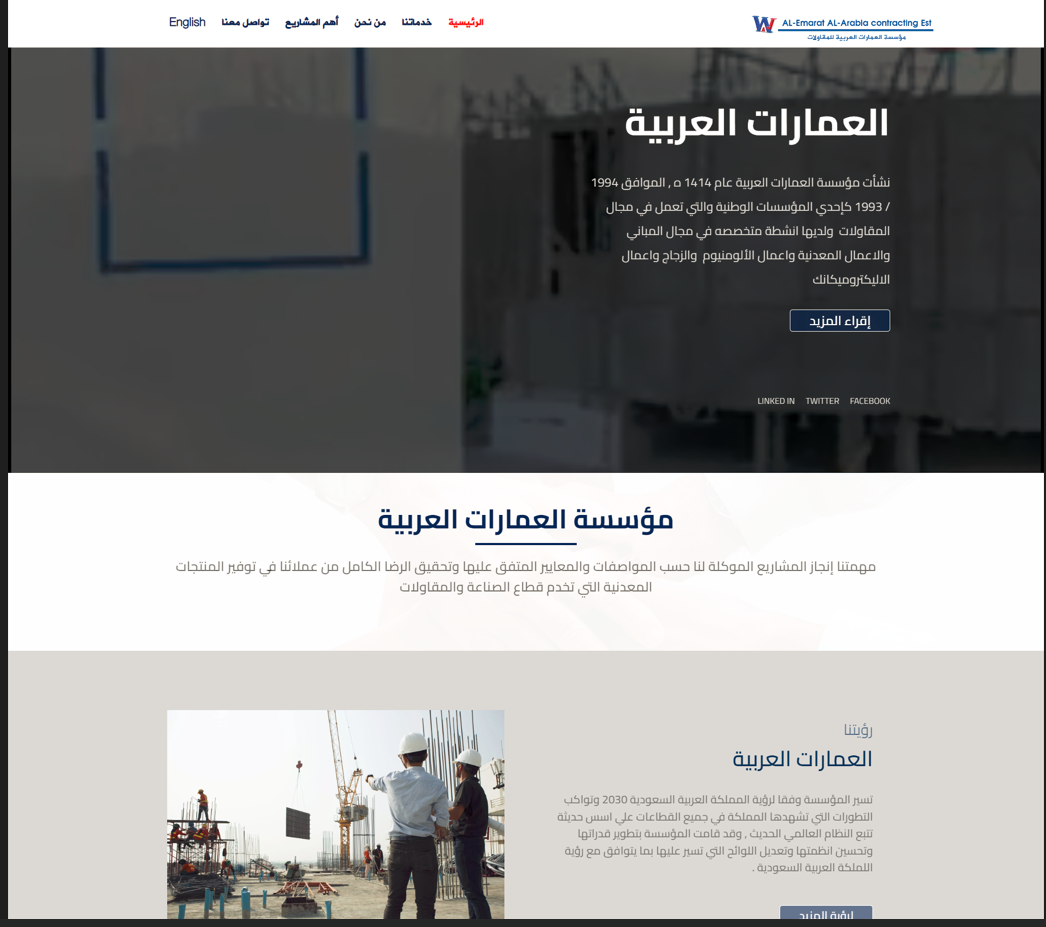 AL-Emarat AL-Arabia contracting Est
مؤسسة العمارات العربية للمقاولات
الرئيسية
خدماتنا
من نحن
أهم المشاريع
تواصل معنا
English
العمارات العربية
نشأت مؤسسة العمارات العربية عام 1414 ه , الموافق 1994
/ 1993 كإحدي المؤسسات الوطنية والتي تعمل في مجال
المقاولات ولديها انشطة متخصصه في مجال المباني
والاعمال المعدنية واعمال الألومنيوم والزجاج واعمال
الاليكتروميكانك
إقراء المزيد
FACEBOOK
TWITTER
LINKED IN
مؤسسة العمارات العربية
مهمتنا إنجاز المشاريع الموكلة لنا حسب المواصفات والمعايير المتفق عليها وتحقيق الرضا الكامل من عملائنا في توفير المنتجات
المعدنية التي تخدم قطاع الصناعة والمقاولات
رؤيتنا
العمارات العربية
تسير المؤسسة وفقا لرؤية المملكة العربية السعودية 2030 وتواكب
التطورات التي تشهدها المملكة في جميع القطاعات علي اسس حديثة
تتبع النظام العالمي الحديث , وقد قامت المؤسسة بتطوير قدراتها
وتحسين انظمتها وتعديل اللوائح التي تسير عليها بما يتوافق مع رؤية
اللملكة العربية السعودية .
لرؤية المزيد